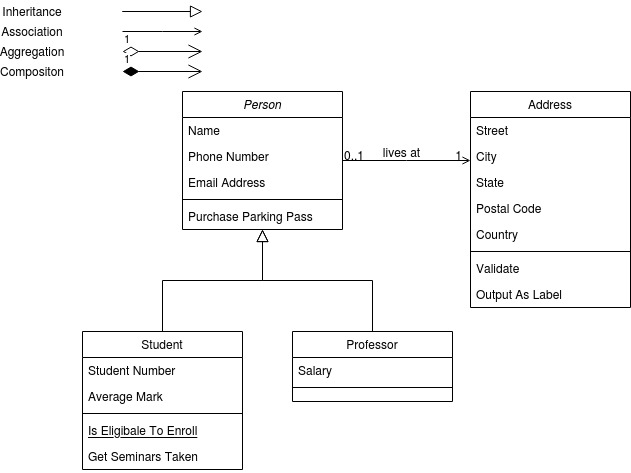 Inheritance
Association
1
Aggregation
1
Compositon
Person
Name
Phone Number
Email Address
Purchase Parking Pass
0..1 lives at 1
Address
Street
City
State
Postal Code
Country
Validate
Output As Label
Student
Student Number
Average Mark
Is Eligibale To Enroll
Get Seminars Taken
Professor
Salary